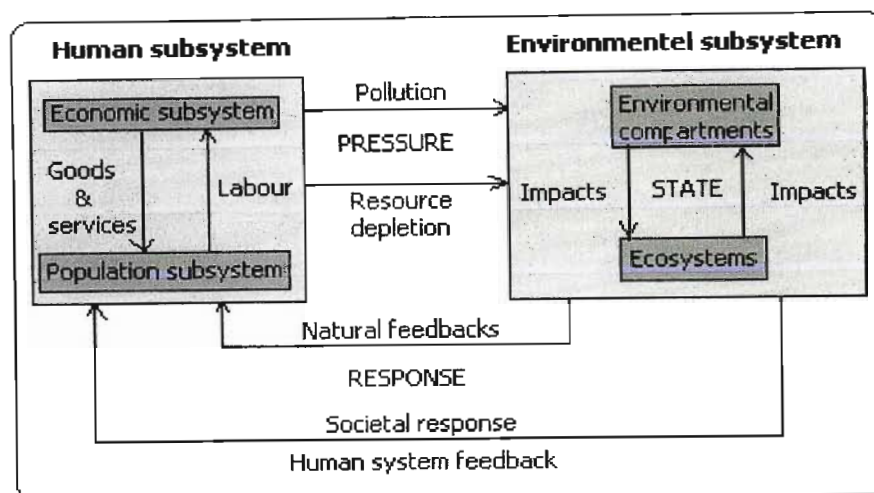 Human subsystem
Environmentel subsystem
Economic subsystem
Goods
&
services
Labour
Population subsystem
Pollution
PRESSURE
Resource
depletion
Environmental
compartments
Impacts
STATE
Impacts
Ecosystems
Natural feedbacks
RESPONSE
Societal response
Human system feedback